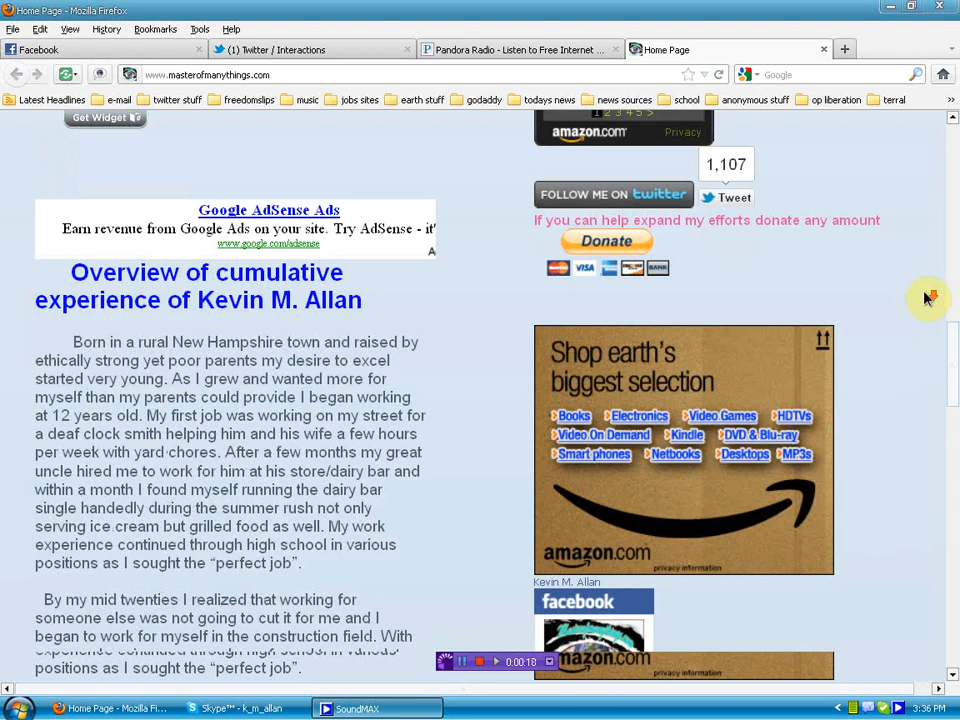 Home Page - Mozilla Firefox
File Edit View History Bookmarks Tools Help
Facebook
(1) Twitter / Interactions
Pandora Radio - Listen to Free Internet ...
Home Page
www.masterofmanythings.com
Google
Latest Headlines e-mail twitter stuff freedomslips music jobs sites earth stuff godaddy todays news news sources school anonymous stuff op liberation terral
Get Widget
1 2 3 4 5 >
amazon.com Privacy
1,107
FOLLOW ME ON twitter
Tweet
If you can help expand my efforts donate any amount
Donate
VISA
BANK
Google AdSense Ads
Earn revenue from Google Ads on your site. Try AdSense - it'
www.google.com/adsense
A
Overview of cumulative
experience of Kevin M. Allan
Born in a rural New Hampshire town and raised by
ethically strong yet poor parents my desire to excel
started very young. As I grew and wanted more for
myself than my parents could provide I began working
at 12 years old. My first job was working on my street for
a deaf clock smith helping him and his wife a few hours
per week with yard chores. After a few months my great
uncle hired me to work for him at his store/dairy bar and
within a month I found myself running the dairy bar
single handedly during the summer rush not only
serving ice cream but grilled food as well. My work
experience continued through high school in various
positions as I sought the “perfect job”.
By my mid twenties I realized that working for
someone else was not going to cut it for me and I
began to work for myself in the construction field. With
experience continued through high school in various
positions as I sought the “perfect job”.
Shop earth's
biggest selection
Books Electronics Video Games HDTVs
Video On Demand Kindle DVD & Blu-ray
Smart phones Netbooks Desktops MP3s
amazon.com
privacy information
Kevin M. Allan
facebook
amazon.com
privacy information
0:00:18
Home Page - Mozilla Fi...
Skype™ - k_m_allan
SoundMAX
3:36 PM